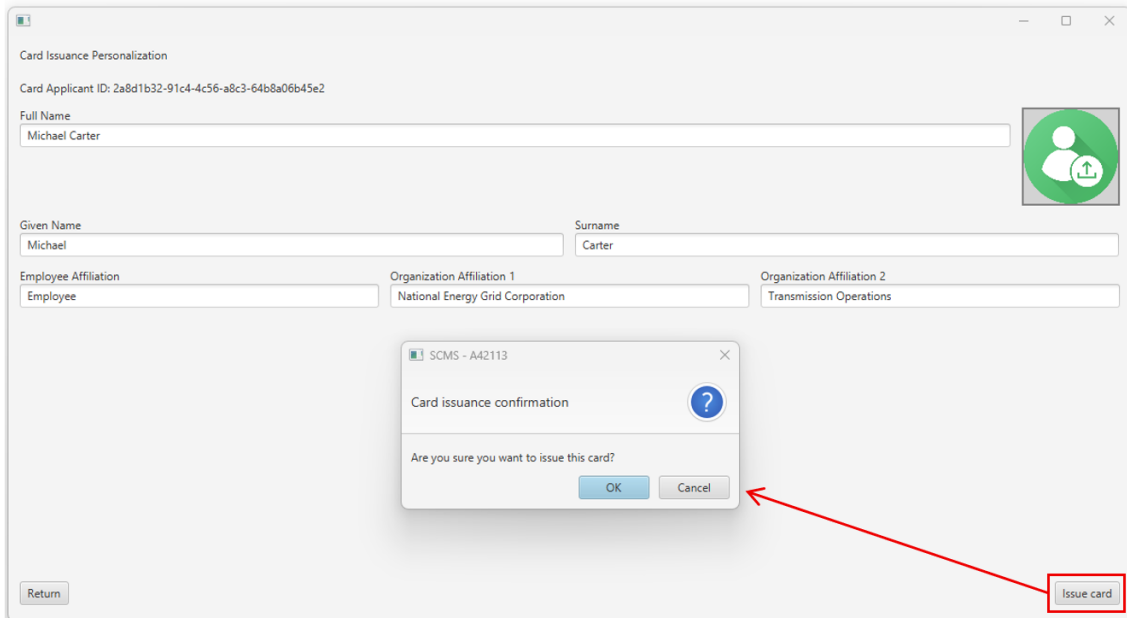 Card Issuance Personalization
Card Applicant ID: 2a8d1b32-91c4-4c56-a8c3-64b8a06b45e2
Full Name
Michael Carter
Given Name Surname
Michael Carter
Employee Affiliation Organization Affiliation 1 Organization Affiliation 2
Employee National Energy Grid Corporation Transmission Operations
SCMS - A42113
Card issuance confirmation
?
Are you sure you want to issue this card?
OK Cancel
Return Issue card